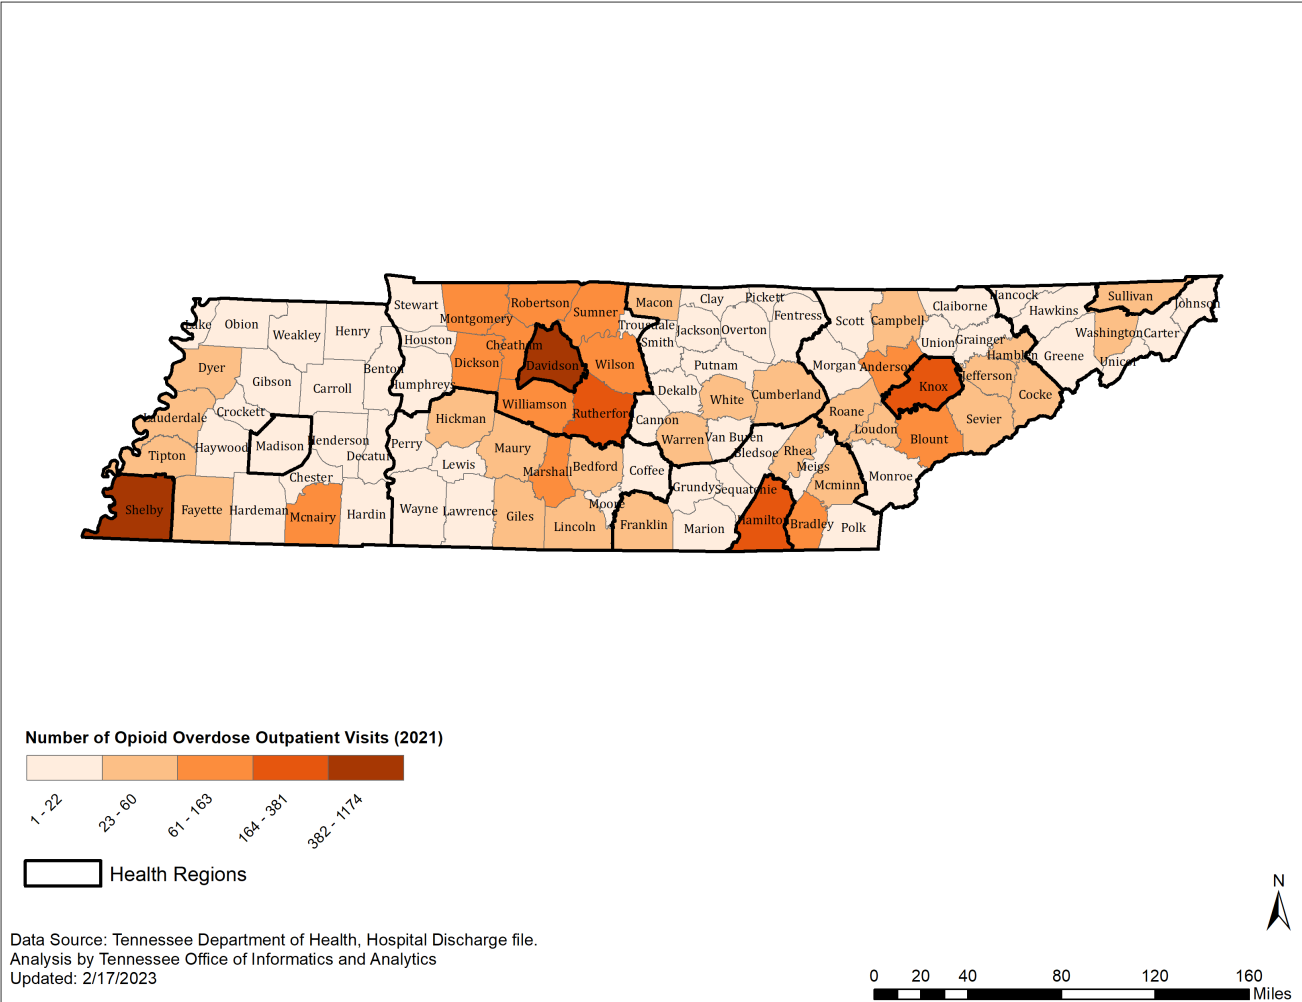 Stewart
Montgomery
Robertson
Sumner
Macon
Clay
Pickett
Fentress
Scott
Campbell
Claiborne
Hancock
Hawkins
Sullivan
Johnson
Lake
Obion
Weakley
Henry
Houston
Trousdale
Smith
Jackson
Overton
Union
Grainger
Washington
Carter
Benton
Dickson
Cheatham
Davidson
Wilson
Putnam
Morgan
Anderson
Hamblen
Greene
Unicoi
Dyer
Gibson
Carroll
Humphreys
Dekalb
White
Cumberland
Knox
Jefferson
Cocke
Lauderdale
Crockett
Hickman
Williamson
Rutherford
Cannon
Roane
Loudon
Blount
Sevier
Tipton
Haywood
Madison
Henderson
Decatur
Perry
Lewis
Maury
Marshall
Bedford
Coffee
Warren
Van Buren
Bledsoe
Rhea
Meigs
Mcminn
Monroe
Chester
Shelby
Fayette
Hardeman
Mcnairy
Hardin
Wayne
Lawrence
Giles
Lincoln
Moore
Franklin
Grundy
Sequatchie
Marion
Hamilton
Bradley
Polk
Number of Opioid Overdose Outpatient Visits (2021)
1 - 22
23 - 60
61 - 163
164 - 381
382 - 1174
Health Regions
N
Data Source: Tennessee Department of Health, Hospital Discharge file.
Analysis by Tennessee Office of Informatics and Analytics
Updated: 2/17/2023
0 20 40 80 120 160
Miles